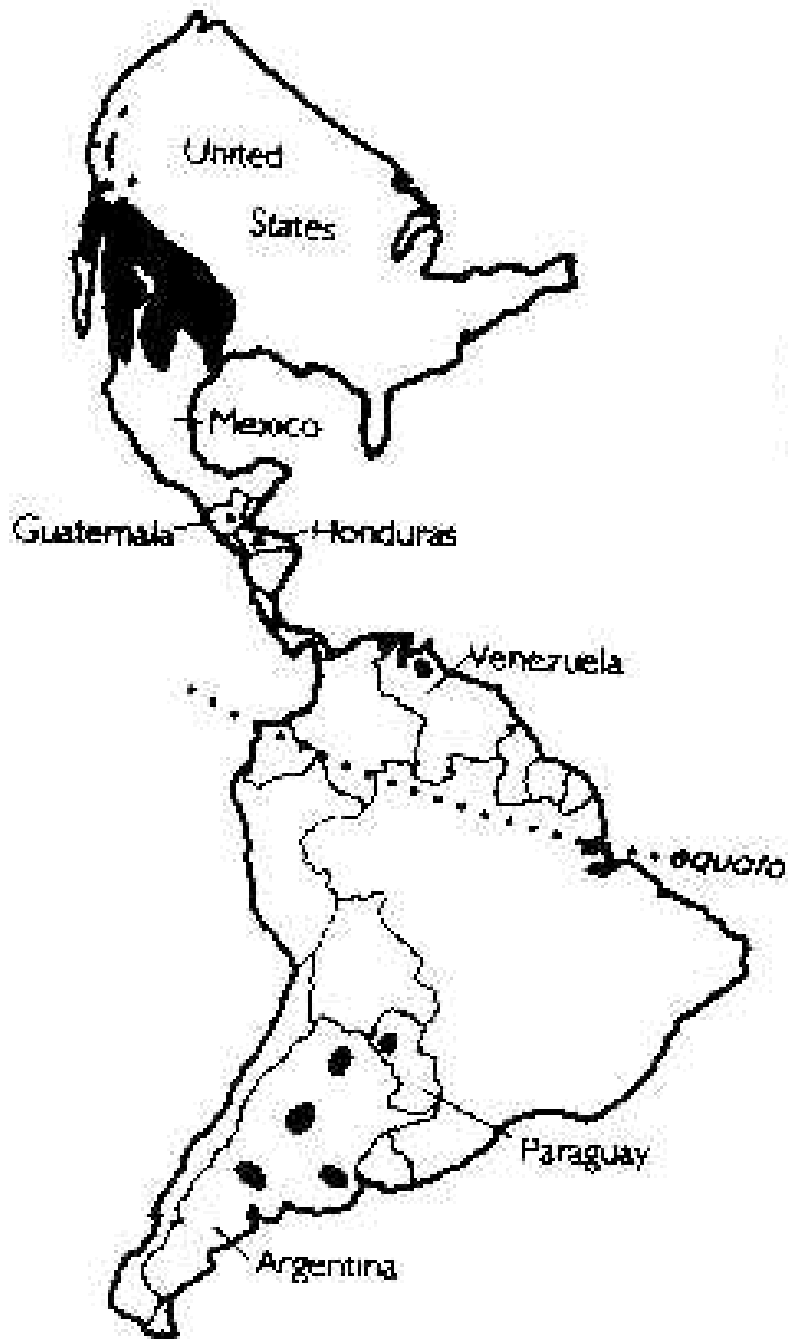 United
States
Mexico
Guatemala
Honduras
Venezuela
Paraguay
Argentina